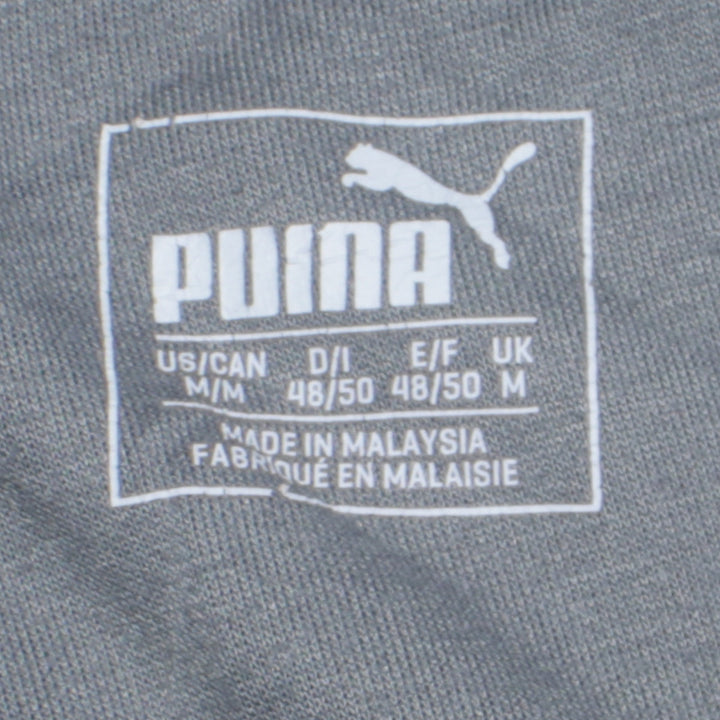 PUMA
US/CAN D/I E/F UK
M/M 48/50 48/50 M
MADE IN MALAYSIA
FABRIQUÉ EN MALAISIE